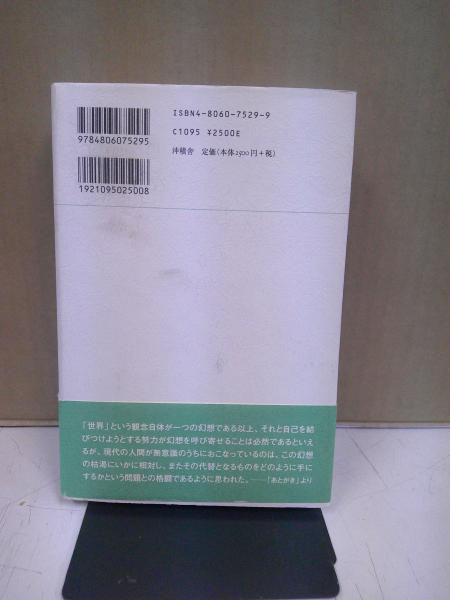 ISBN4-8060-7529-9
C1095 ¥2500E
沖積舎 定価(本体2500円+税)
9784806075295
1921095025008
「世界」という観念自体が一つの幻想である以上、それと自己を結
びつけようとする努力が幻想を呼び寄せることは必然であるといえ
るが、現代の人間が無意識のうちにおこなっているのは、この幻想
の枯渇にいかに相対し、またその代替となるものをどのように手に
するかという問題との格闘であるように思われた。――「あとがき」より